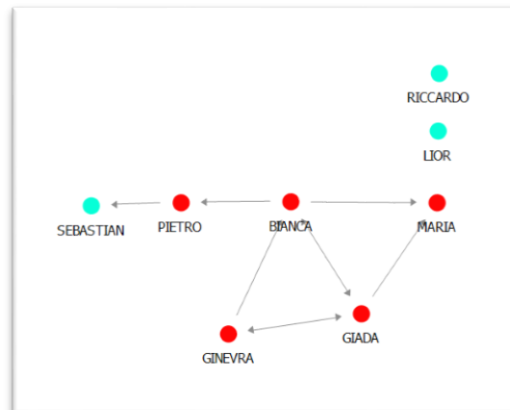 RICCARDO
LIOR
SEBASTIAN
PIETRO
BIANCA
MARIA
GIADA
GINEVRA